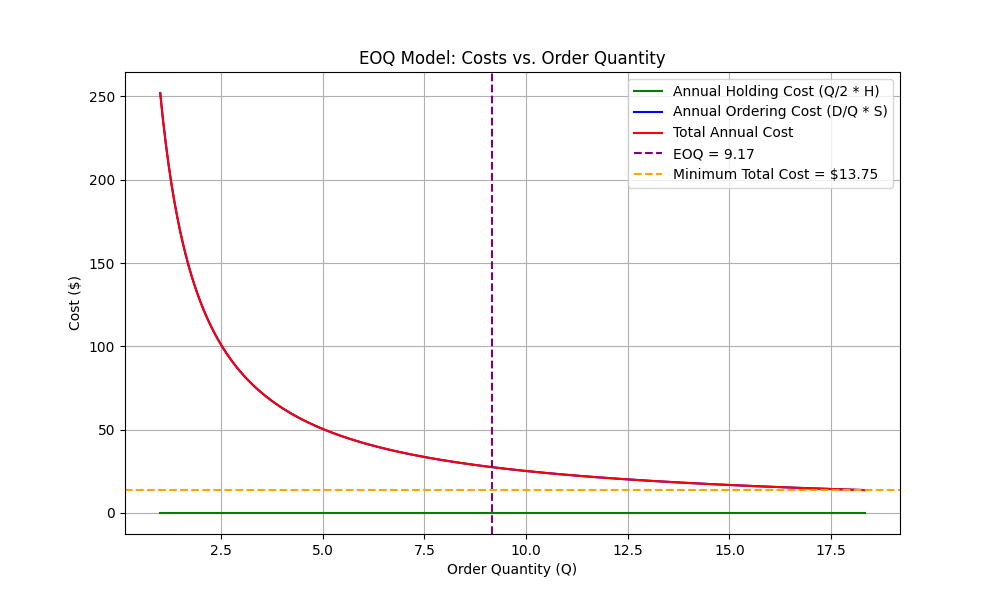 EOQ Model: Costs vs. Order Quantity
Annual Holding Cost (Q/2 * H)
Annual Ordering Cost (D/Q * S)
Total Annual Cost
EOQ = 9.17
Minimum Total Cost = $13.75
Cost ($)
250
200
150
100
50
0
2.5 5.0 7.5 10.0 12.5 15.0 17.5
Order Quantity (Q)